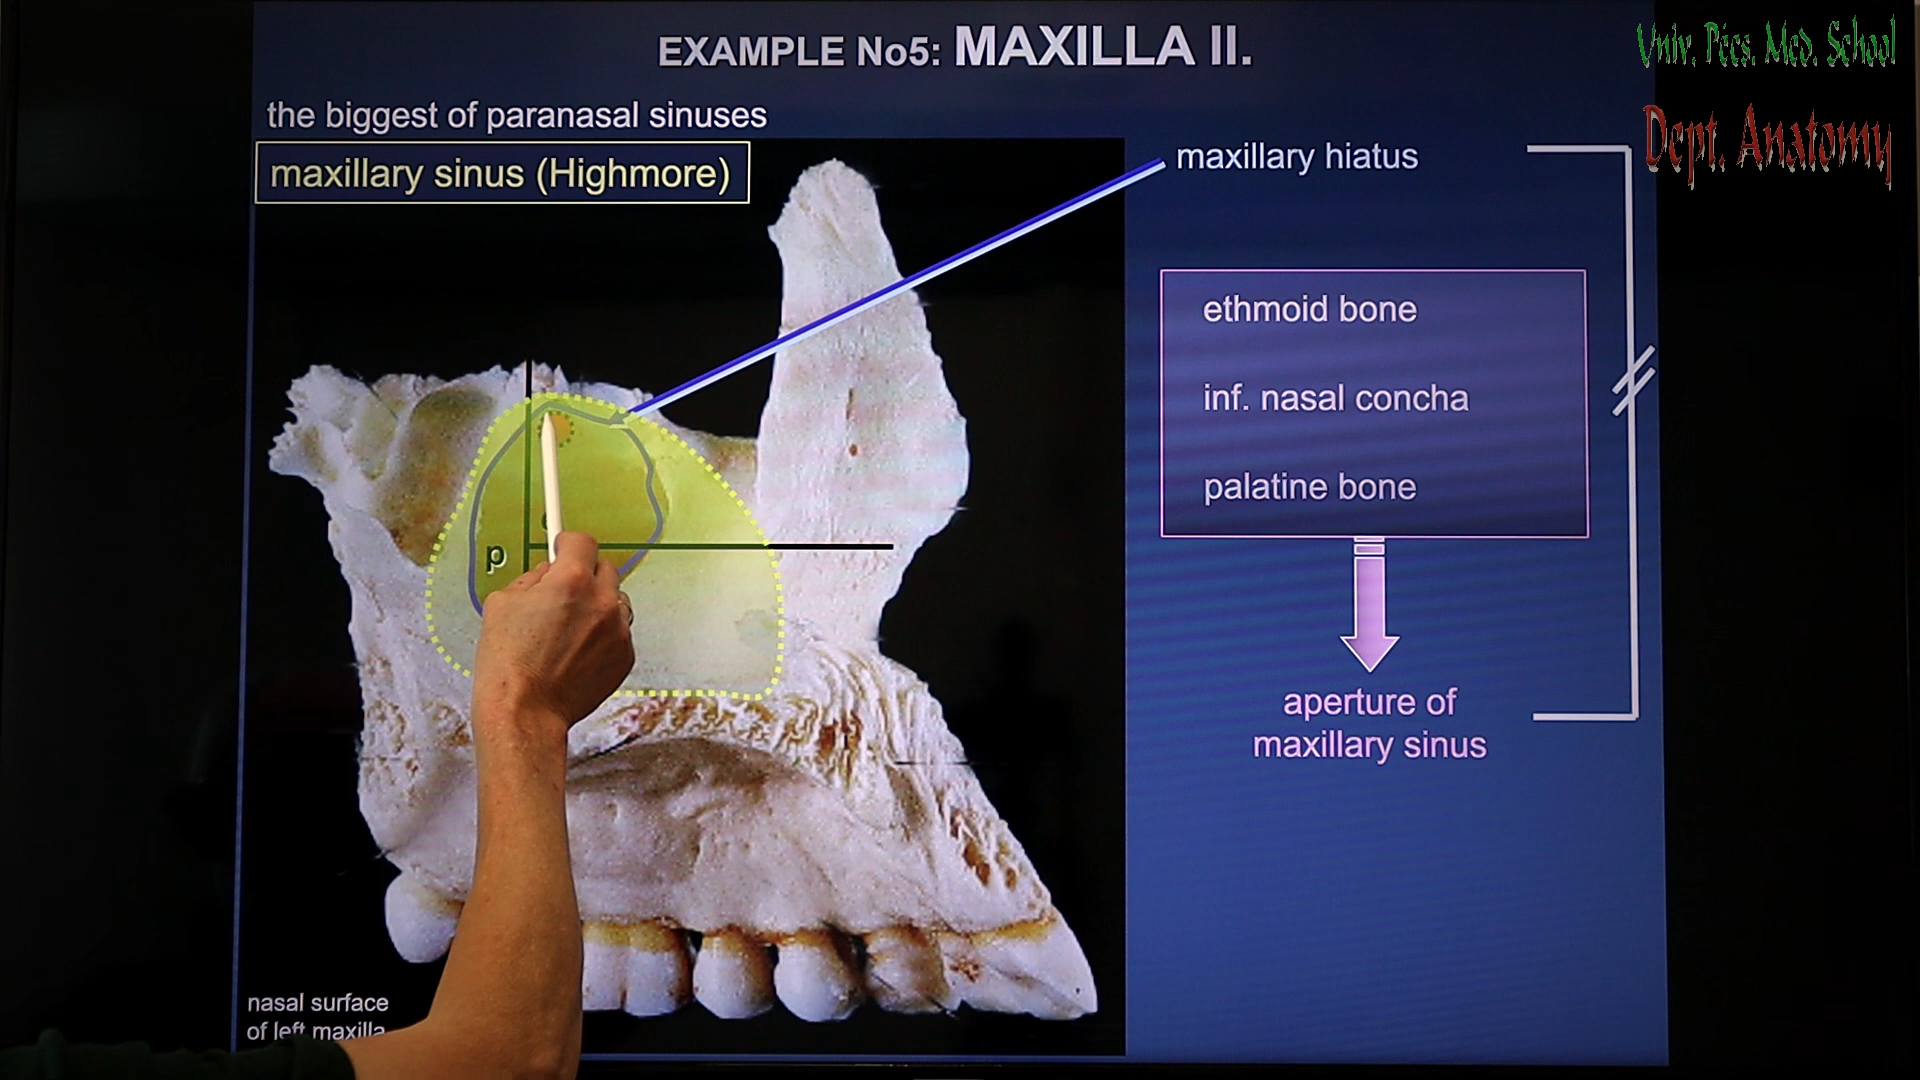 EXAMPLE No5: MAXILLA II.
Univ. Pécs. Med. School
Dept. Anatomy
the biggest of paranasal sinuses
maxillary sinus (Highmore)
maxillary hiatus
ethmoid bone
inf. nasal concha
palatine bone
p
aperture of
maxillary sinus
nasal surface
of left maxilla